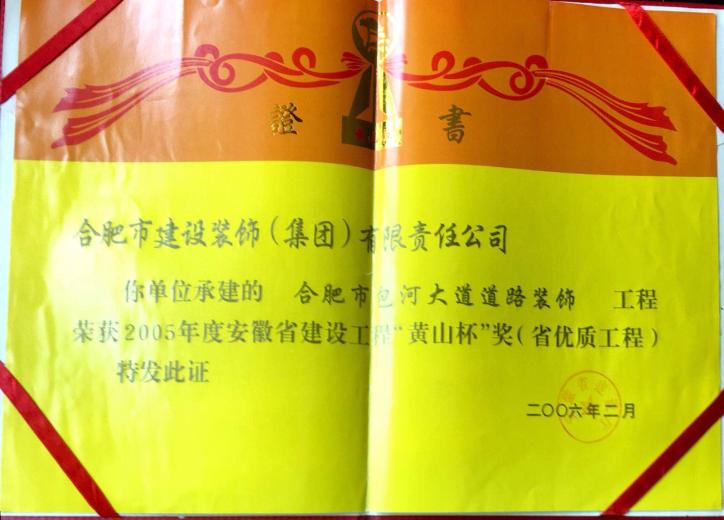 證書
合肥市建设装饰（集团）有限责任公司
你单位承建的 合肥市包河大道道路装饰 工程
荣获2005年度安徽省建设工程“黄山杯”奖（省优质工程）
特发此证
二〇〇六年二月